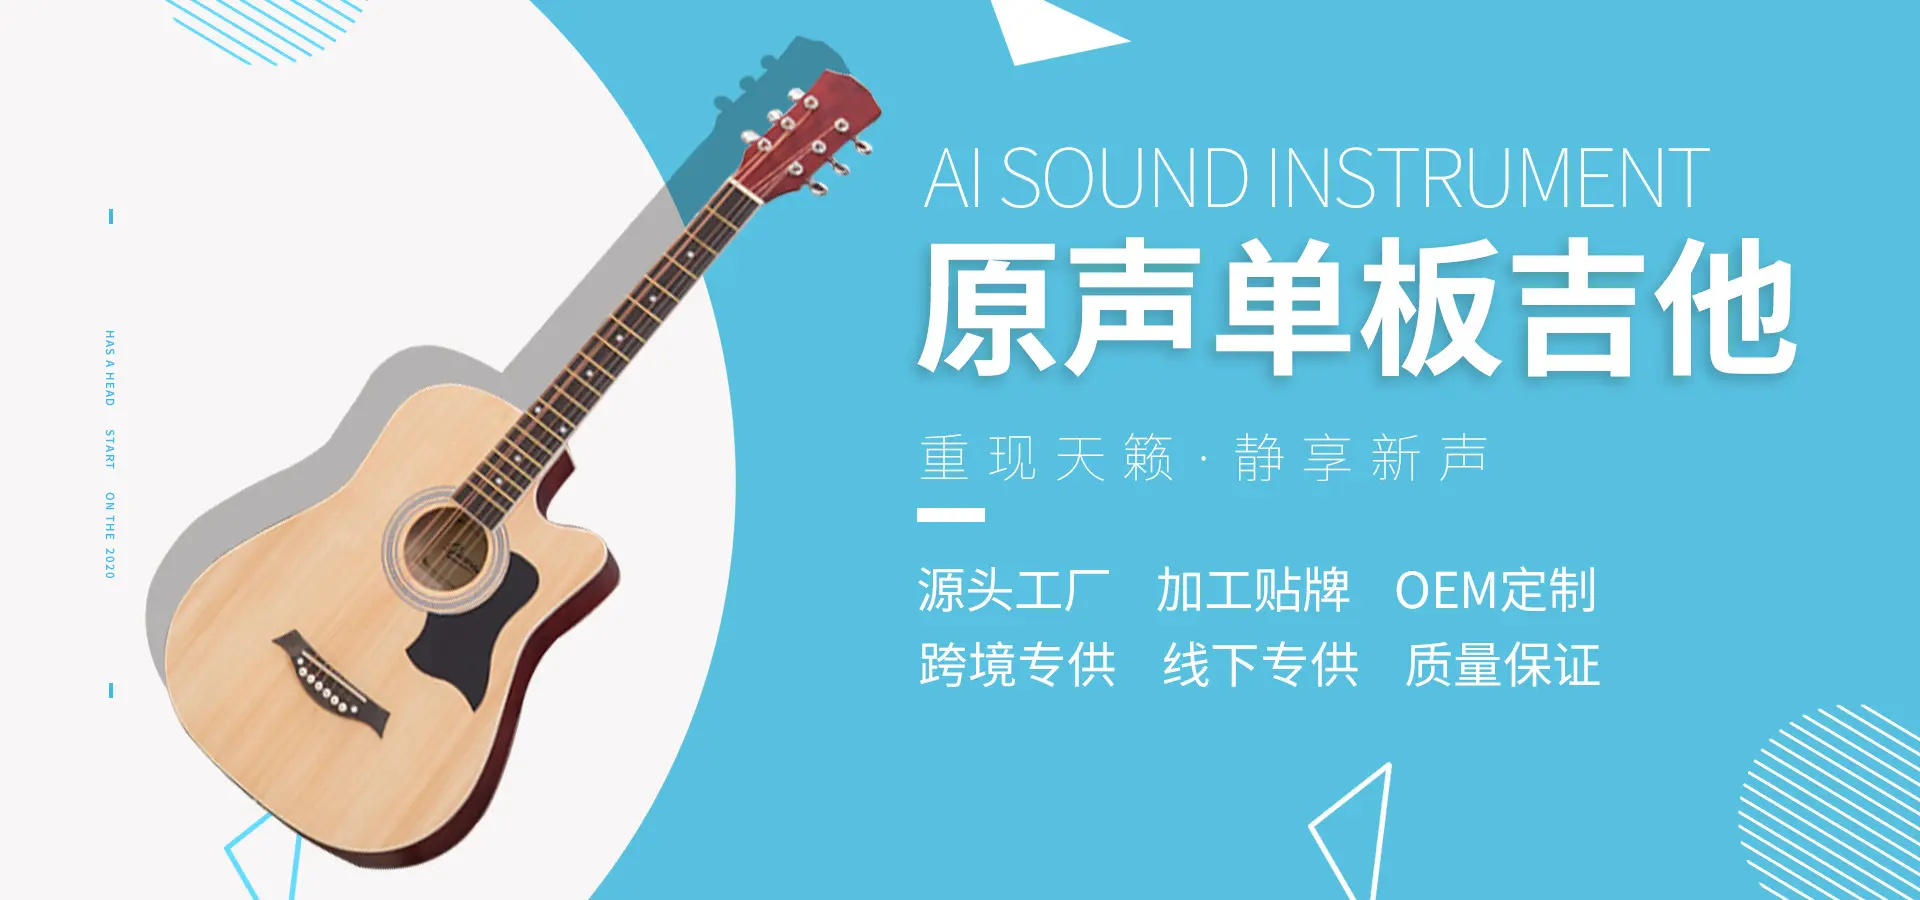 AI SOUND INSTRUMENT
原声单板吉他
重现天籁·静享新声
源头工厂 加工贴牌 OEM定制
跨境专供 线下专供 质量保证
HAS A HEAD START ON THE 2020